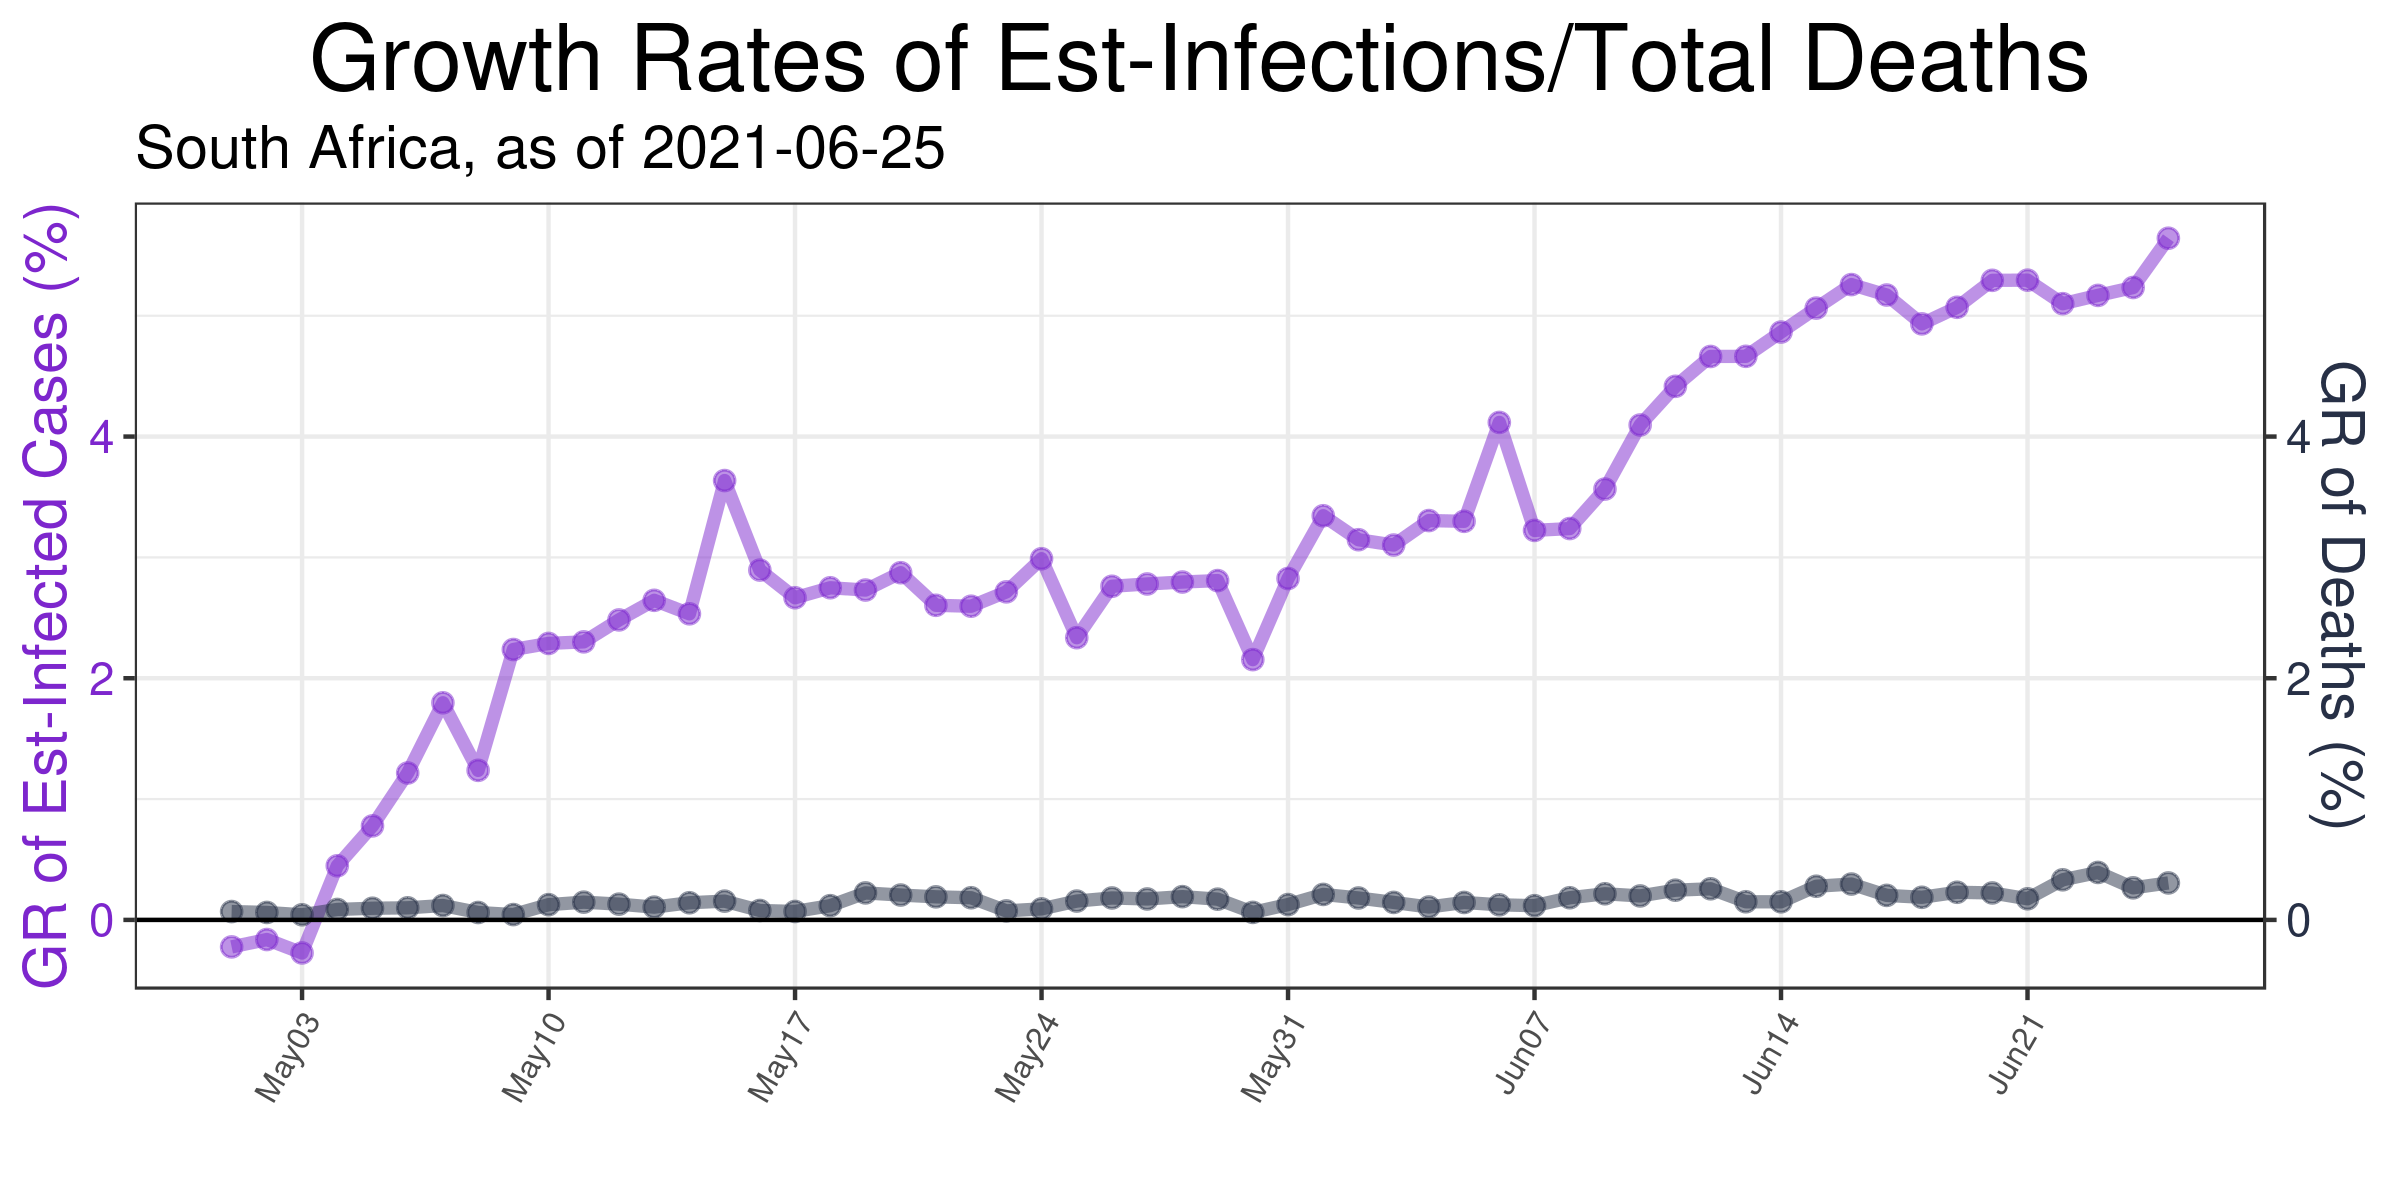 Growth Rates of Est-Infections/Total Deaths
South Africa, as of 2021-06-25
GR of Est-Infected Cases (%)
4
2
0
4
2
0
GR of Deaths (%)
May03
May10
May17
May24
May31
Jun07
Jun14
Jun21